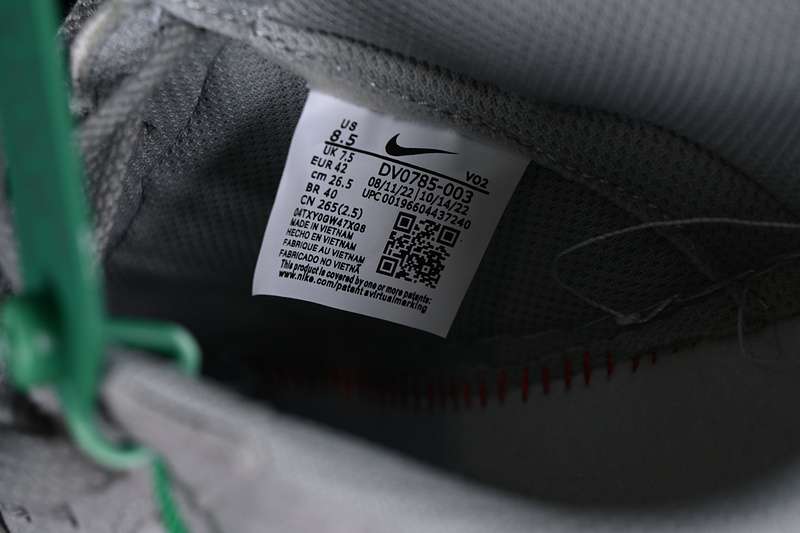 US
8.5
UK 7.5
EUR 42
cm 26.5
BR 40
CN 265(2.5)
04TXY0GW47XG8
MADE IN VIETNAM
HECHO EN VIETNAM
FABRIQUE AU VIETNAM
FABRICADO NO VIETNÃ
This product is covered by one or more patents:
www.nike.com/patentavirtualmarking
DV0785-003 V02
08/11/22 10/14/22
UPC 00196604437240